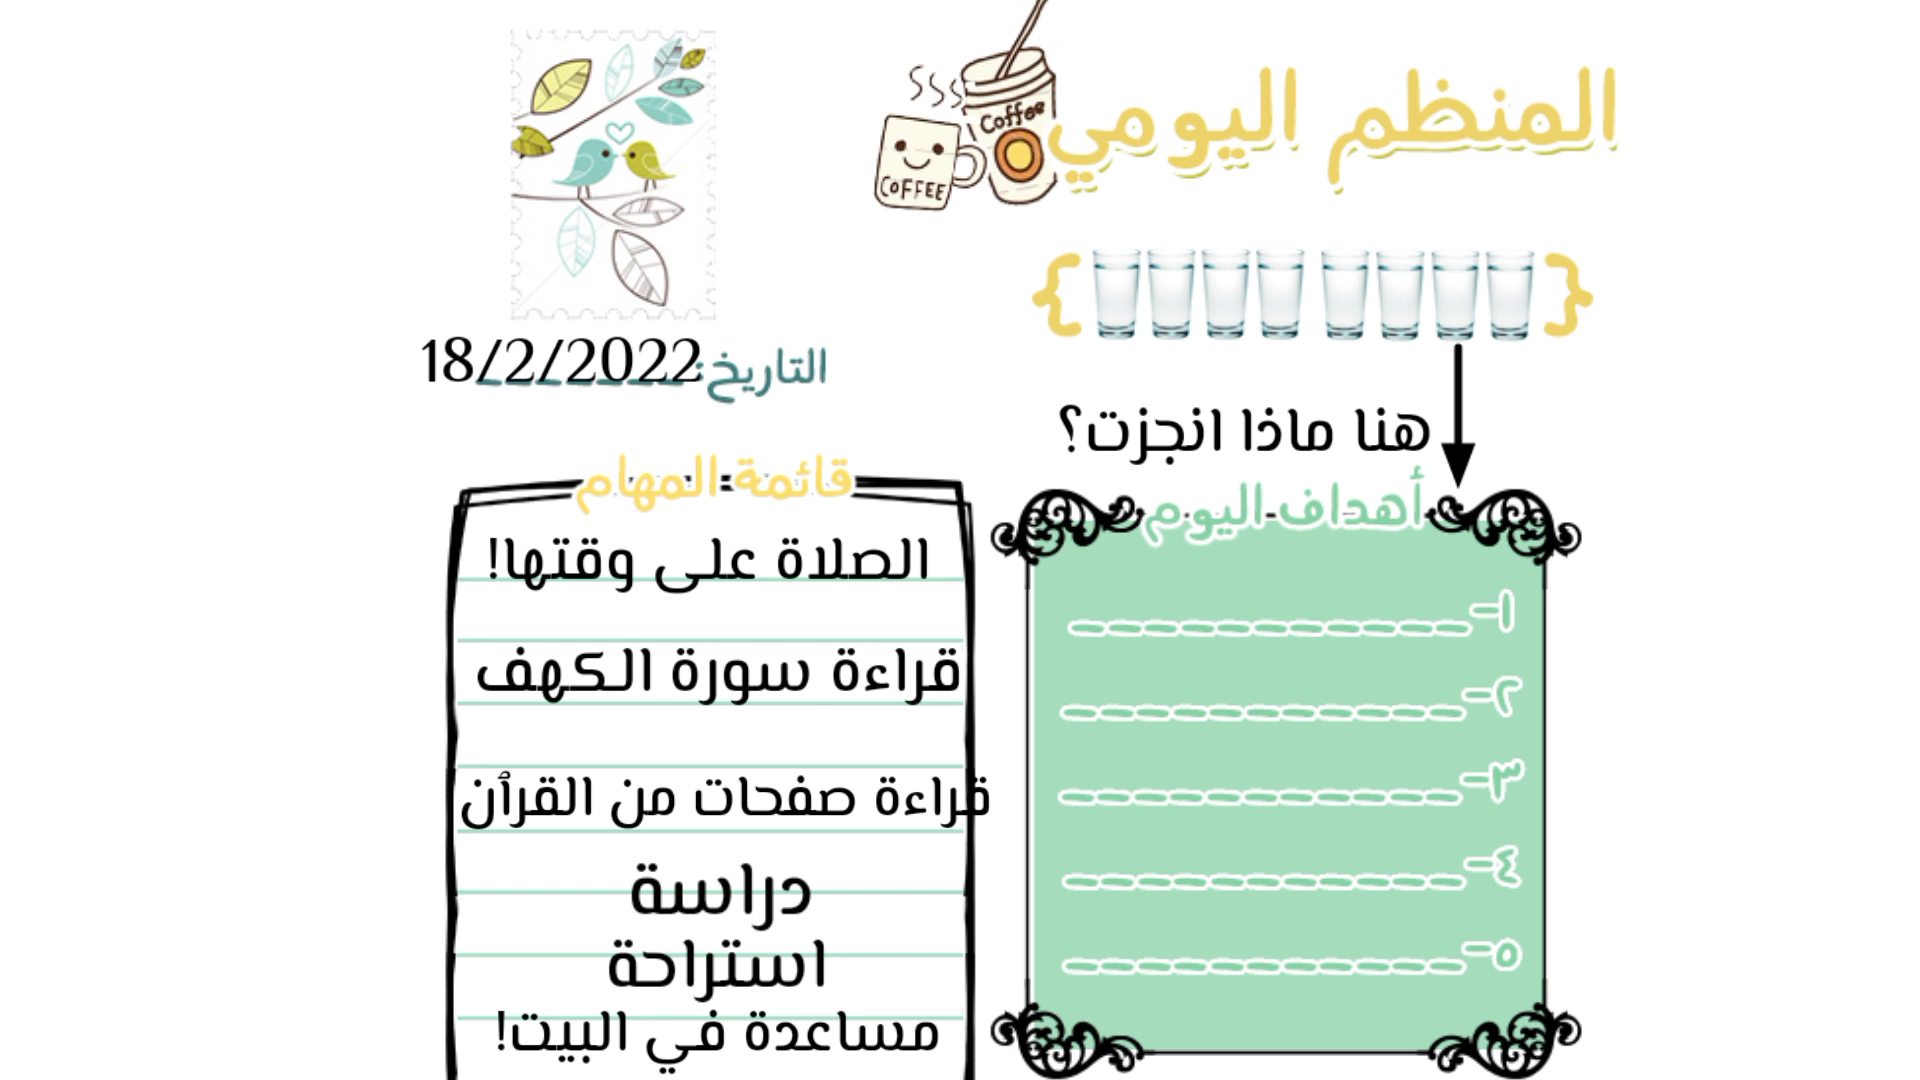 المنظم اليومي
Coffee
COFFEE
التاريخ: 18/2/2022
هنا ماذا انجزت؟
أهداف اليوم
١-
٢-
٣-
٤-
٥-
قائمة المهام
الصلاة على وقتها!
قراءة سورة الكهف
قراءة صفحات من القرآن
دراسة
استراحة
مساعدة في البيت!